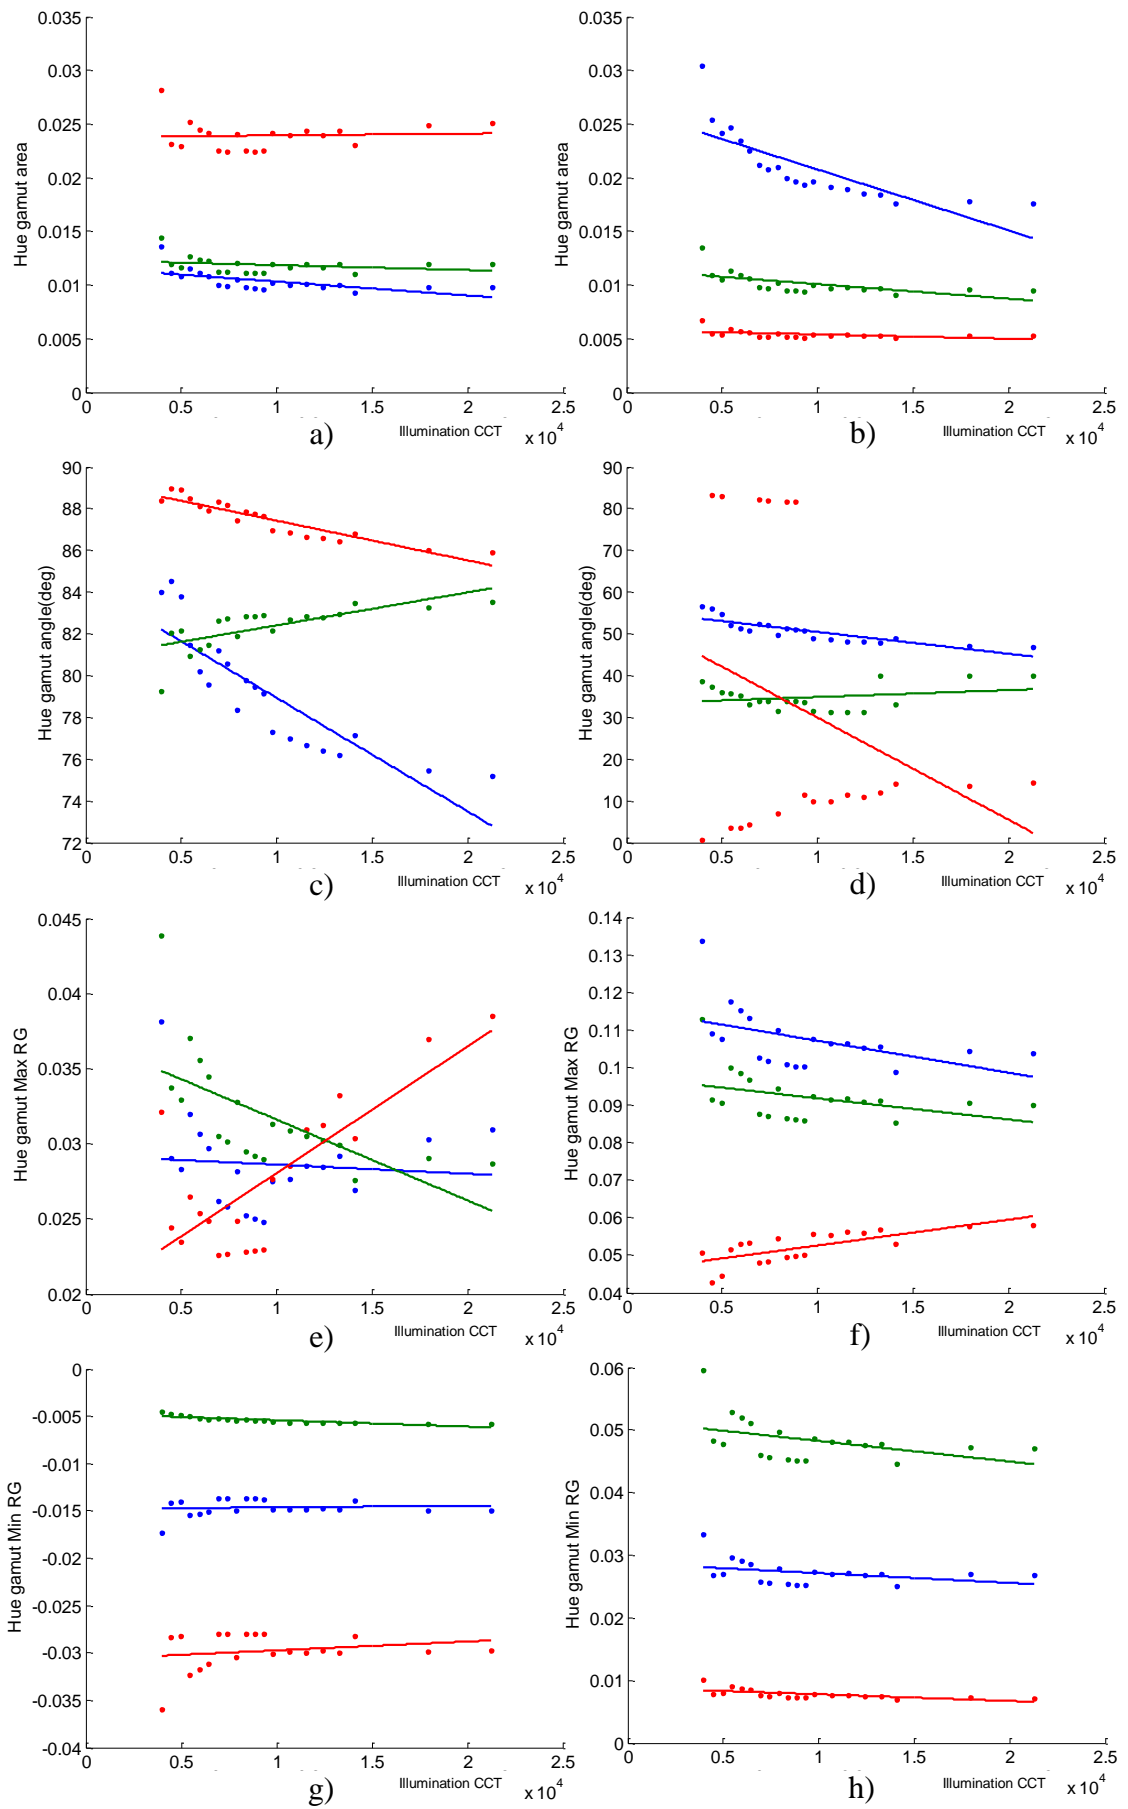 0.035
0.03
0.025
0.02
0.015
0.01
0.005
0
Hue gamut area
0 0.5 1 1.5 2 2.5
Illumination CCT x 10^4
a)
0.035
0.03
0.025
0.02
0.015
0.01
0.005
0
Hue gamut area
0 0.5 1 1.5 2 2.5
Illumination CCT x 10^4
b)
90
88
86
84
82
80
78
76
74
72
Hue gamut angle(deg)
0 0.5 1 1.5 2 2.5
Illumination CCT x 10^4
c)
90
80
70
60
50
40
30
20
10
0
Hue gamut angle(deg)
0 0.5 1 1.5 2 2.5
Illumination CCT x 10^4
d)
0.045
0.04
0.035
0.03
0.025
0.02
Hue gamut Max RG
0 0.5 1 1.5 2 2.5
Illumination CCT x 10^4
e)
0.14
0.13
0.12
0.11
0.1
0.09
0.08
0.07
0.06
0.05
0.04
Hue gamut Max RG
0 0.5 1 1.5 2 2.5
Illumination CCT x 10^4
f)
0
-0.005
-0.01
-0.015
-0.02
-0.025
-0.03
-0.035
-0.04
Hue gamut Min RG
0 0.5 1 1.5 2 2.5
Illumination CCT x 10^4
g)
0.06
0.05
0.04
0.03
0.02
0.01
0
Hue gamut Min RG
0 0.5 1 1.5 2 2.5
Illumination CCT x 10^4
h)